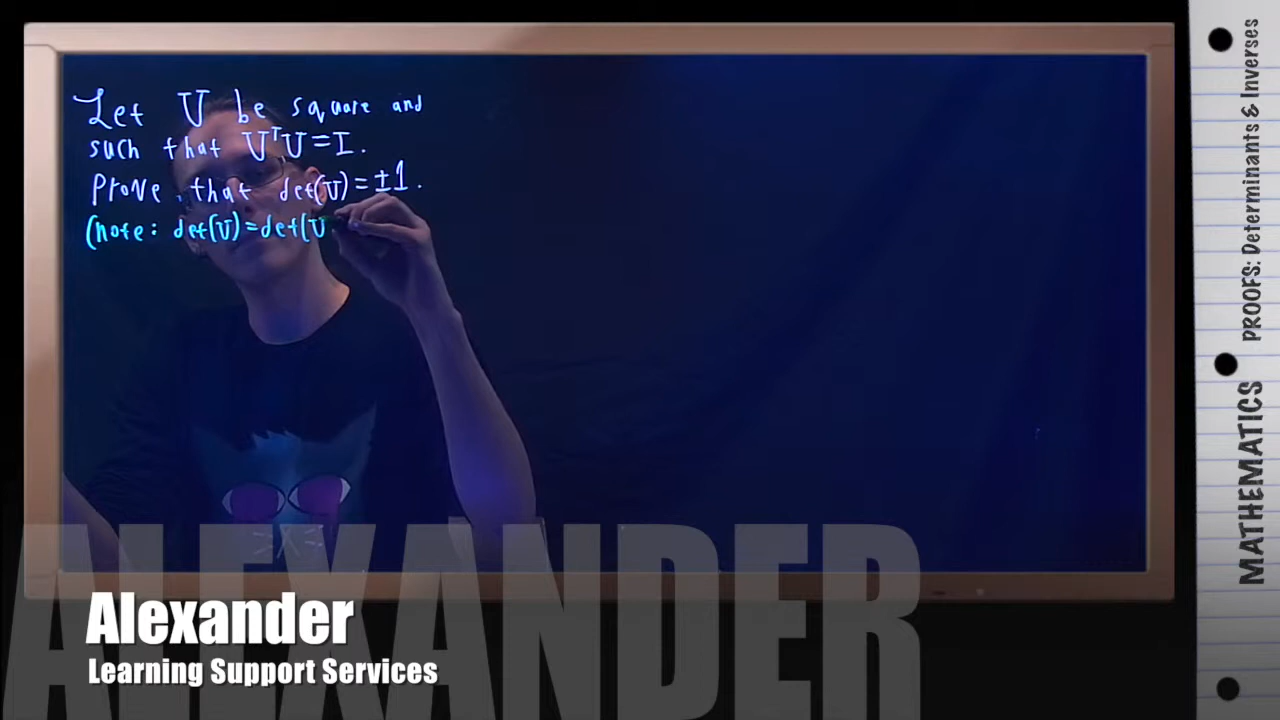 Let U be square and
such that UᵀU=I.
Prove that det(U)=±1.
(note: det(U)=det(U
ALEXANDER
Alexander
Learning Support Services
MATHEMATICS PROOFS: Determinants & Inverses